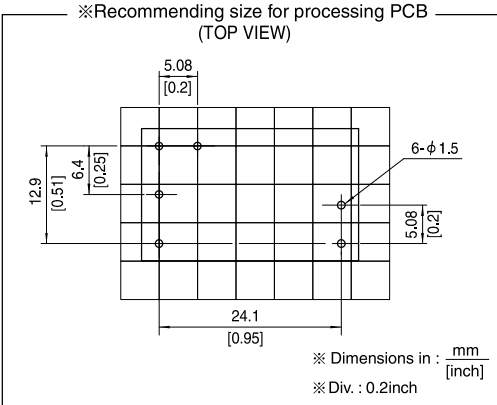 ※Recommending size for processing PCB
(TOP VIEW)
5.08
[0.2]
6-ϕ1.5
12.9
[0.51]
6.4
[0.25]
5.08
[0.2]
24.1
[0.95]
※ Dimensions in : mm
[inch]
※ Div. : 0.2inch